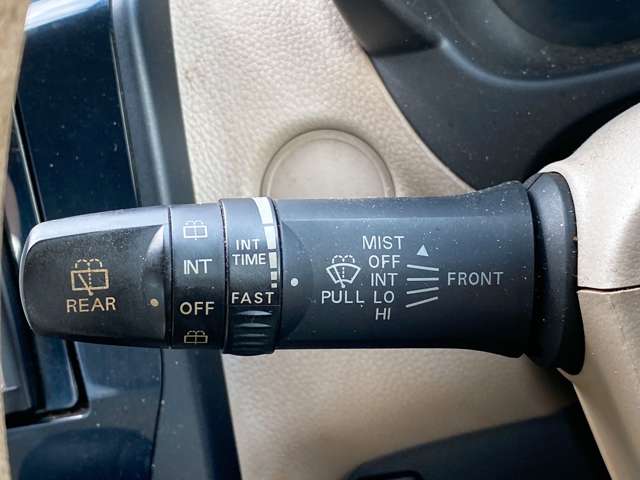 REAR
INT
OFF
INT
TIME
FAST
PULL
MIST
OFF
INT
LO
HI
FRONT